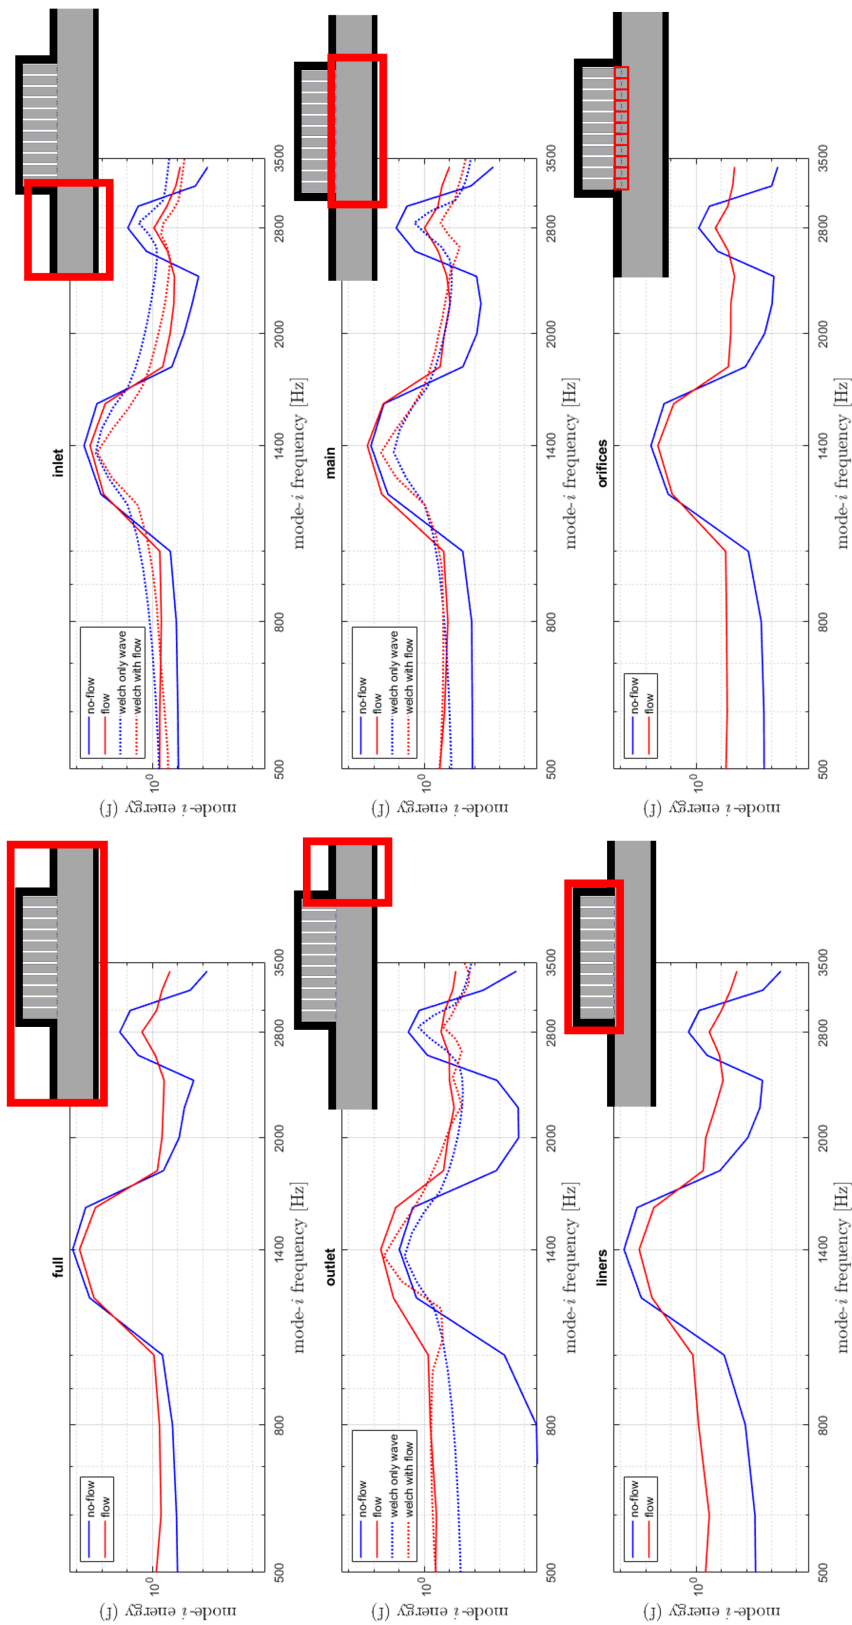 full
no-flow
flow
mode-i energy (f)
10^0
500 800 1400 2000 2800 3500
mode-i frequency [Hz]
inlet
no-flow
flow
welch only wave
welch with flow
mode-i energy (f)
10^0
500 800 1400 2000 2800 3500
mode-i frequency [Hz]
outlet
no-flow
flow
welch only wave
welch with flow
mode-i energy (f)
10^0
500 800 1400 2000 2800 3500
mode-i frequency [Hz]
main
no-flow
flow
welch only wave
welch with flow
mode-i energy (f)
10^0
500 800 1400 2000 2800 3500
mode-i frequency [Hz]
liners
no-flow
flow
mode-i energy (f)
10^0
500 800 1400 2000 2800 3500
mode-i frequency [Hz]
orifices
no-flow
flow
mode-i energy (f)
10^0
500 800 1400 2000 2800 3500
mode-i frequency [Hz]